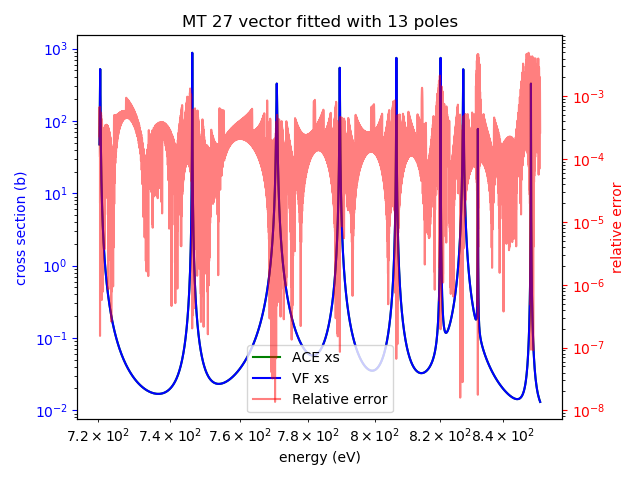 MT 27 vector fitted with 13 poles
cross section (b)
10³
10²
10¹
10⁰
10⁻¹
10⁻²
ACE xs
VF xs
Relative error
10⁻³
10⁻⁴
10⁻⁵
10⁻⁶
10⁻⁷
10⁻⁸
relative error
7.2 × 10² 7.4 × 10² 7.6 × 10² 7.8 × 10² 8 × 10² 8.2 × 10² 8.4 × 10²
energy (eV)